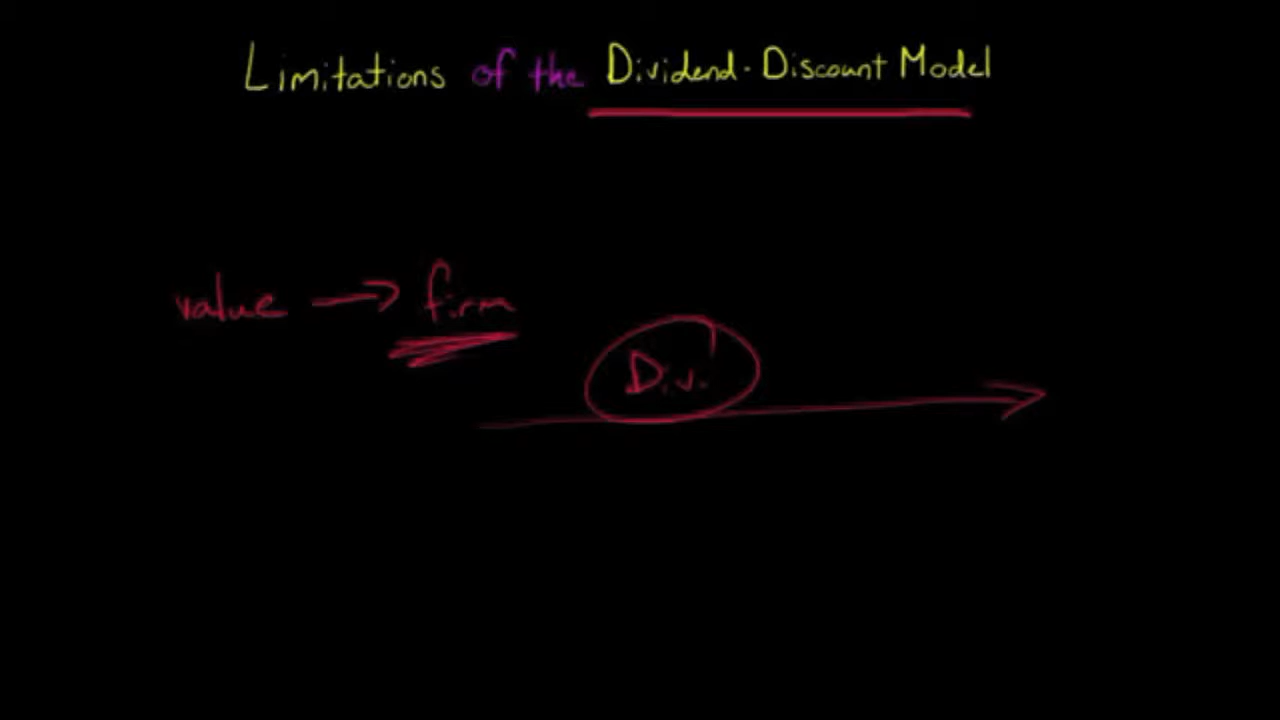 Limitations of the Dividend-Discount Model
value → firm
Div.